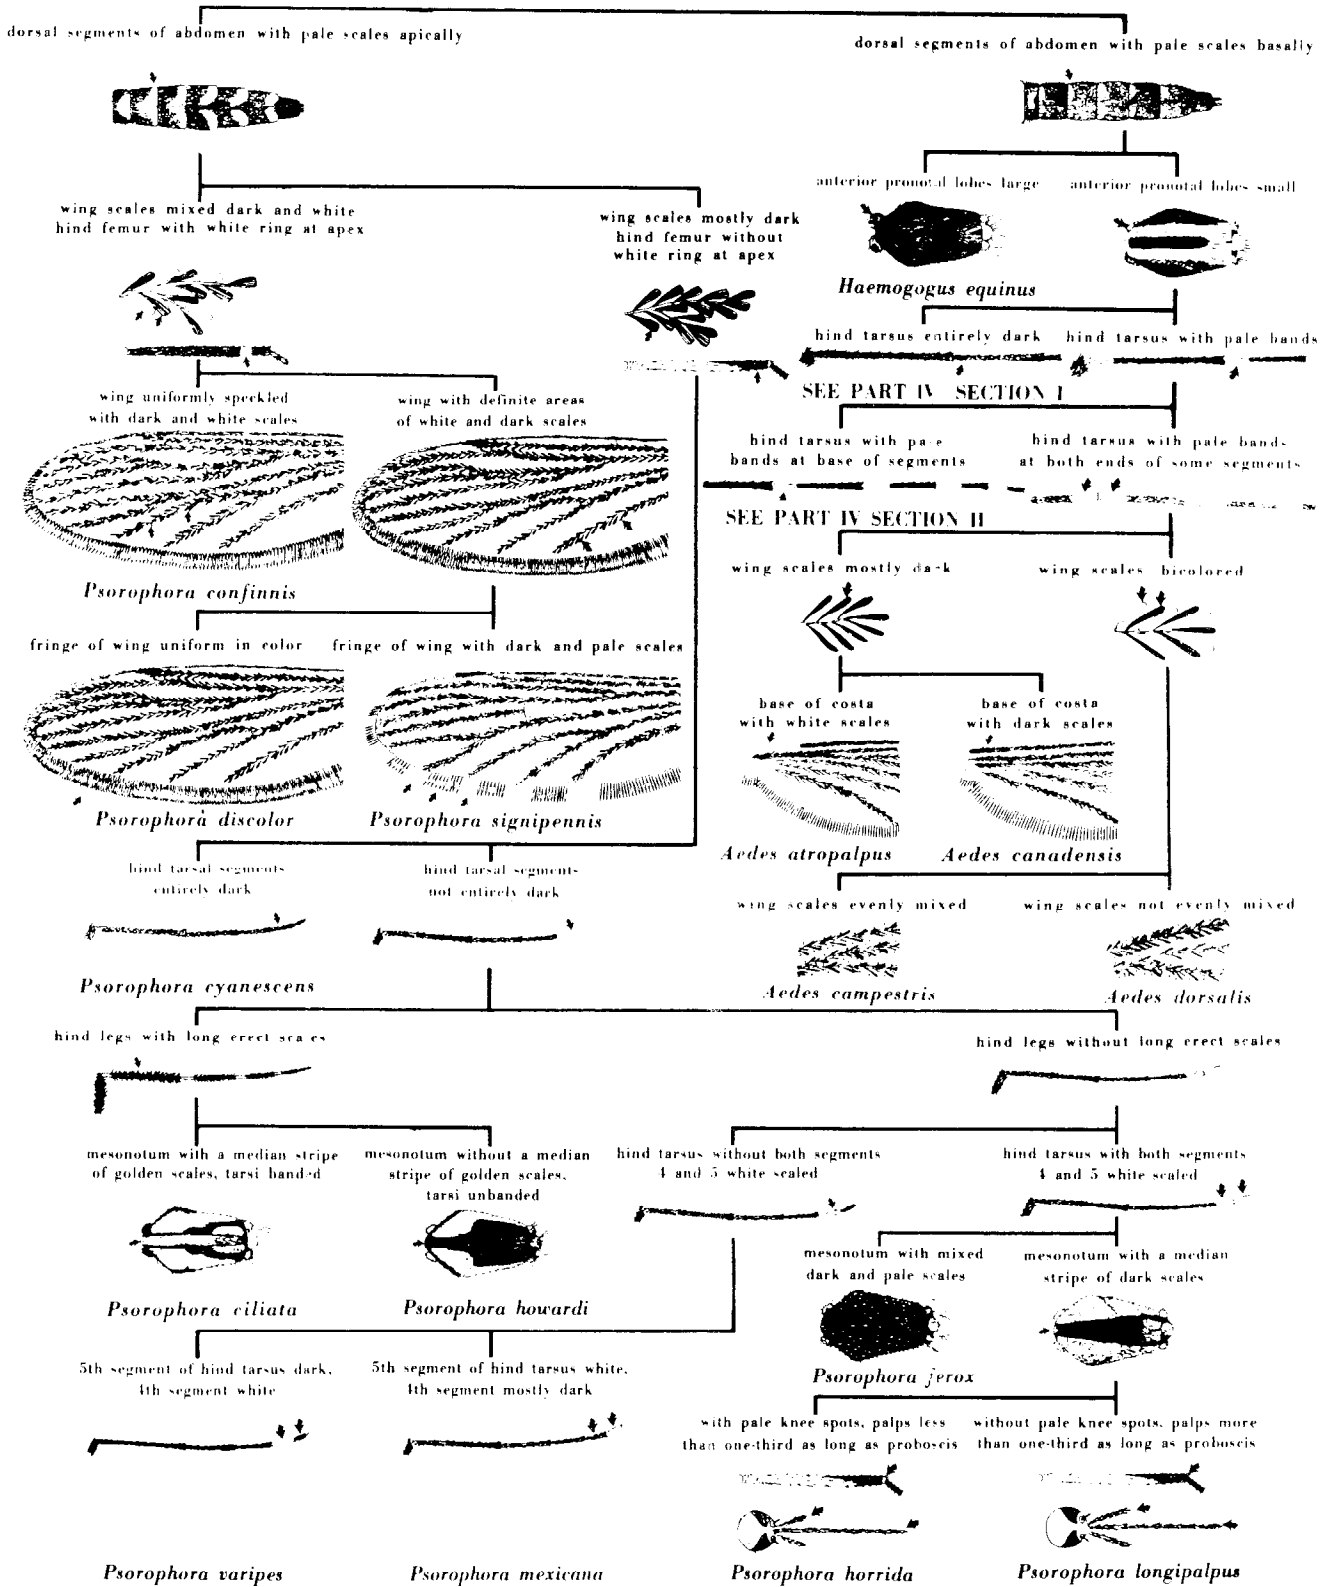 dorsal segments of abdomen with pale scales apically
dorsal segments of abdomen with pale scales basally
anterior pronotal lobes large
anterior pronotal lobes small
wing scales mixed dark and white
hind femur with white ring at apex
wing scales mostly dark
hind femur without
white ring at apex
Haemogogus equinus
hind tarsus entirely dark
hind tarsus with pale bands
SEE PART IV SECTION I
wing uniformly speckled
with dark and white scales
wing with definite areas
of white and dark scales
hind tarsus with pa e
bands at base of segments
hind tarsus with pale bands
at both ends of some segments
SEE PART IV SECTION II
wing scales mostly dark
wing scales bicolored
Psorophora confinnis
fringe of wing uniform in color
fringe of wing with dark and pale scales
base of costa
with white scales
base of costa
with dark scales
Psorophora discolor
Psorophora signipennis
Aedes atropalpus
Aedes canadensis
hind tarsal segments
entirely dark
hind tarsal segments
not entirely dark
wing scales evenly mixed
wing scales not evenly mixed
Psorophora cyanescens
Aedes campestris
Aedes dorsalis
hind legs with long erect scales
hind legs without long erect scales
mesonotum with a median stripe
of golden scales, tarsi banded
mesonotum without a median
stripe of golden scales,
tarsi unbanded
hind tarsus without both segments
4 and 5 white scaled
hind tarsus with both segments
4 and 5 white scaled
mesonotum with mixed
dark and pale scales
mesonotum with a median
stripe of dark scales
Psorophora ciliata
Psorophora howardi
5th segment of hind tarsus dark,
4th segment white
5th segment of hind tarsus white,
4th segment mostly dark
Psorophora ferox
with pale knee spots, palps less
than one-third as long as proboscis
without pale knee spots, palps more
than one-third as long as proboscis
Psorophora varipes
Psorophora mexicana
Psorophora horrida
Psorophora longipalpus